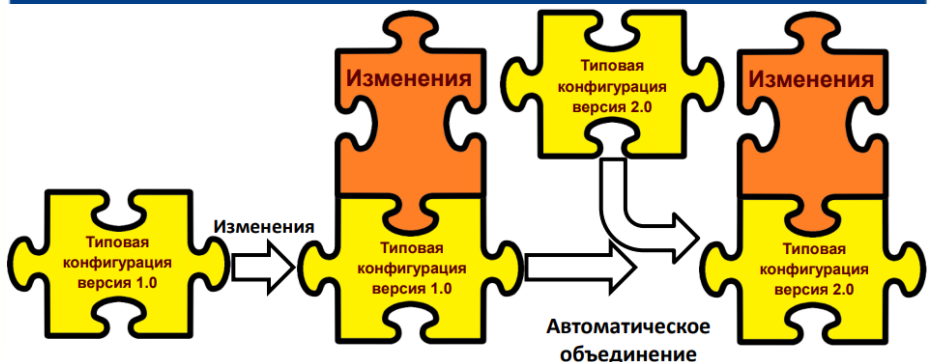 Изменения
Типовая
конфигурация
версия 2.0
Изменения
Типовая
конфигурация
версия 1.0
Изменения
Типовая
конфигурация
версия 1.0
Типовая
конфигурация
версия 2.0
Автоматическое
объединение